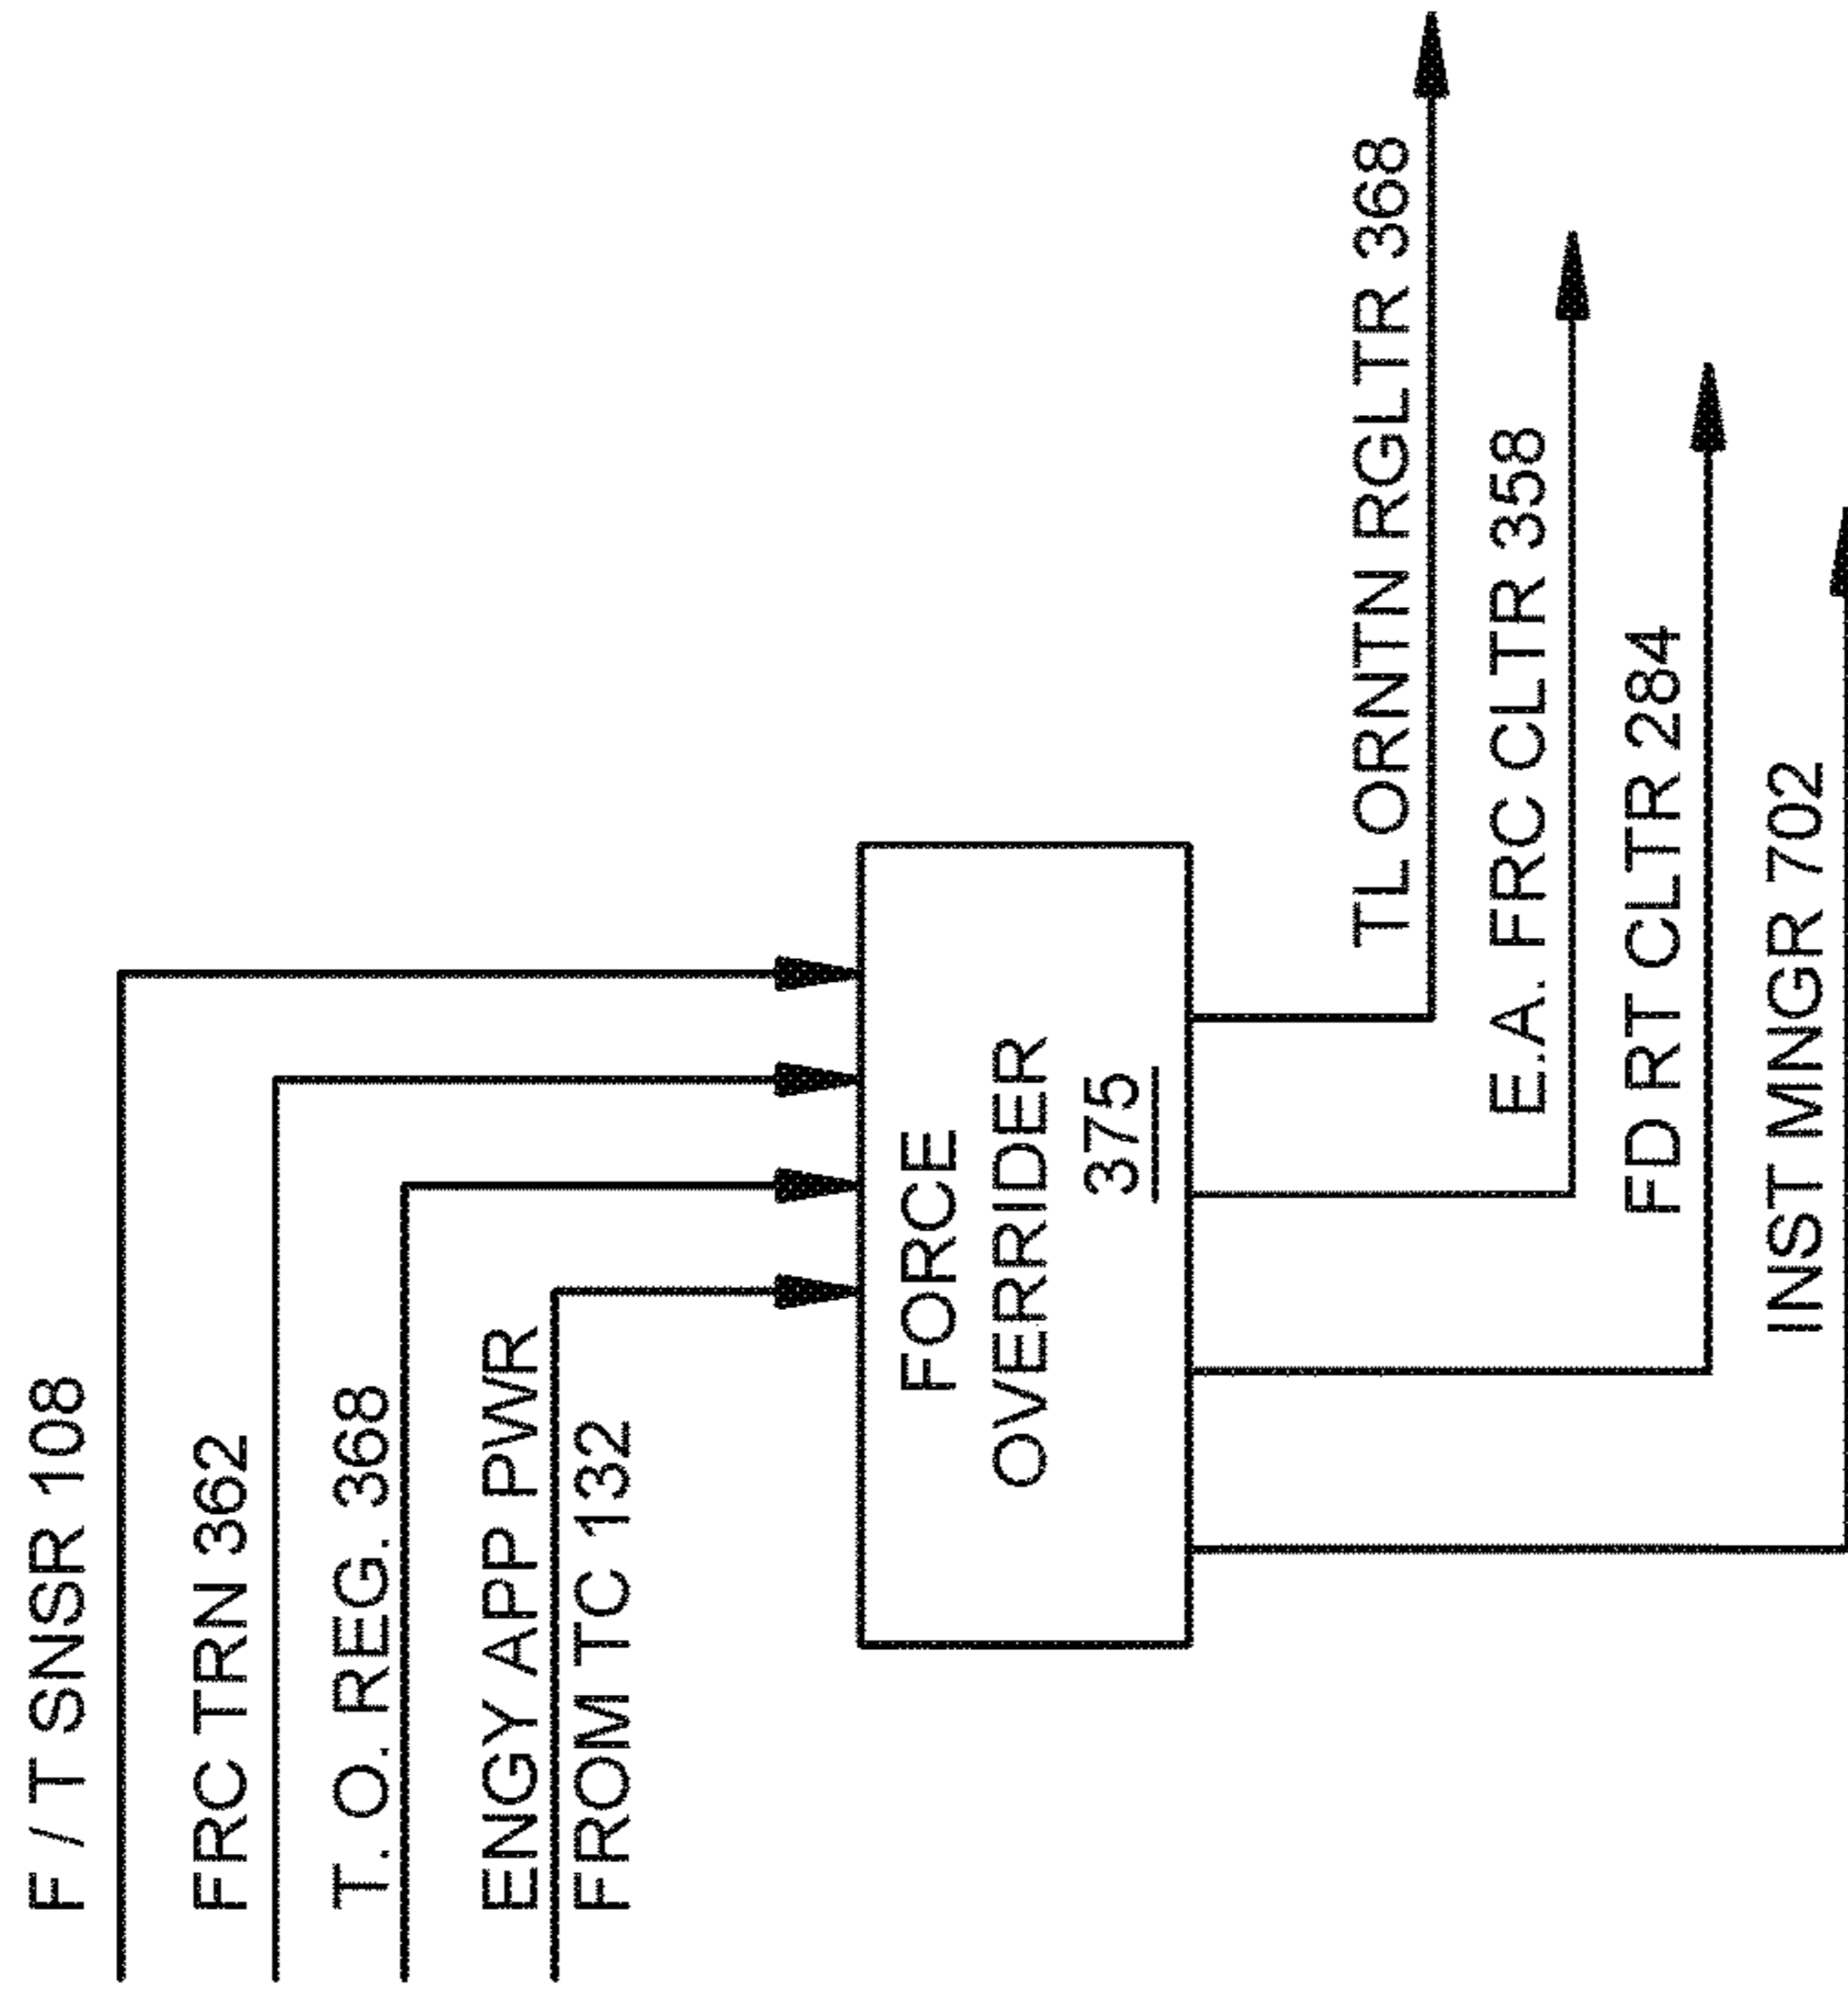 F / T SNSR 108
FRC TRN 362
T. O. REG. 368
ENGY APP PWR
FROM TC 132
FORCE
OVERRIDER
375
TL ORNTN RGLTR 368
E.A. FRC CLTR 358
FD RT CLTR 284
INST MNGR 702